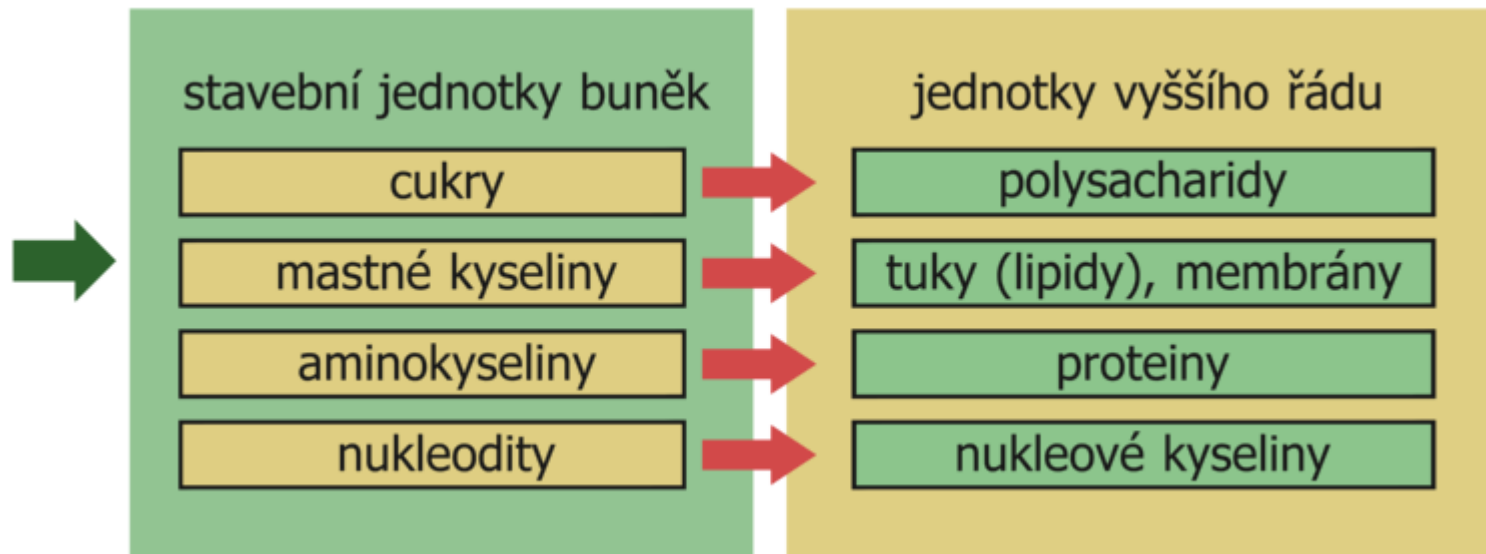 stavební jednotky buněk
cukry
mastné kyseliny
aminokyseliny
nukleodity
jednotky vyššího řádu
polysacharidy
tuky (lipidy), membrány
proteiny
nukleové kyseliny